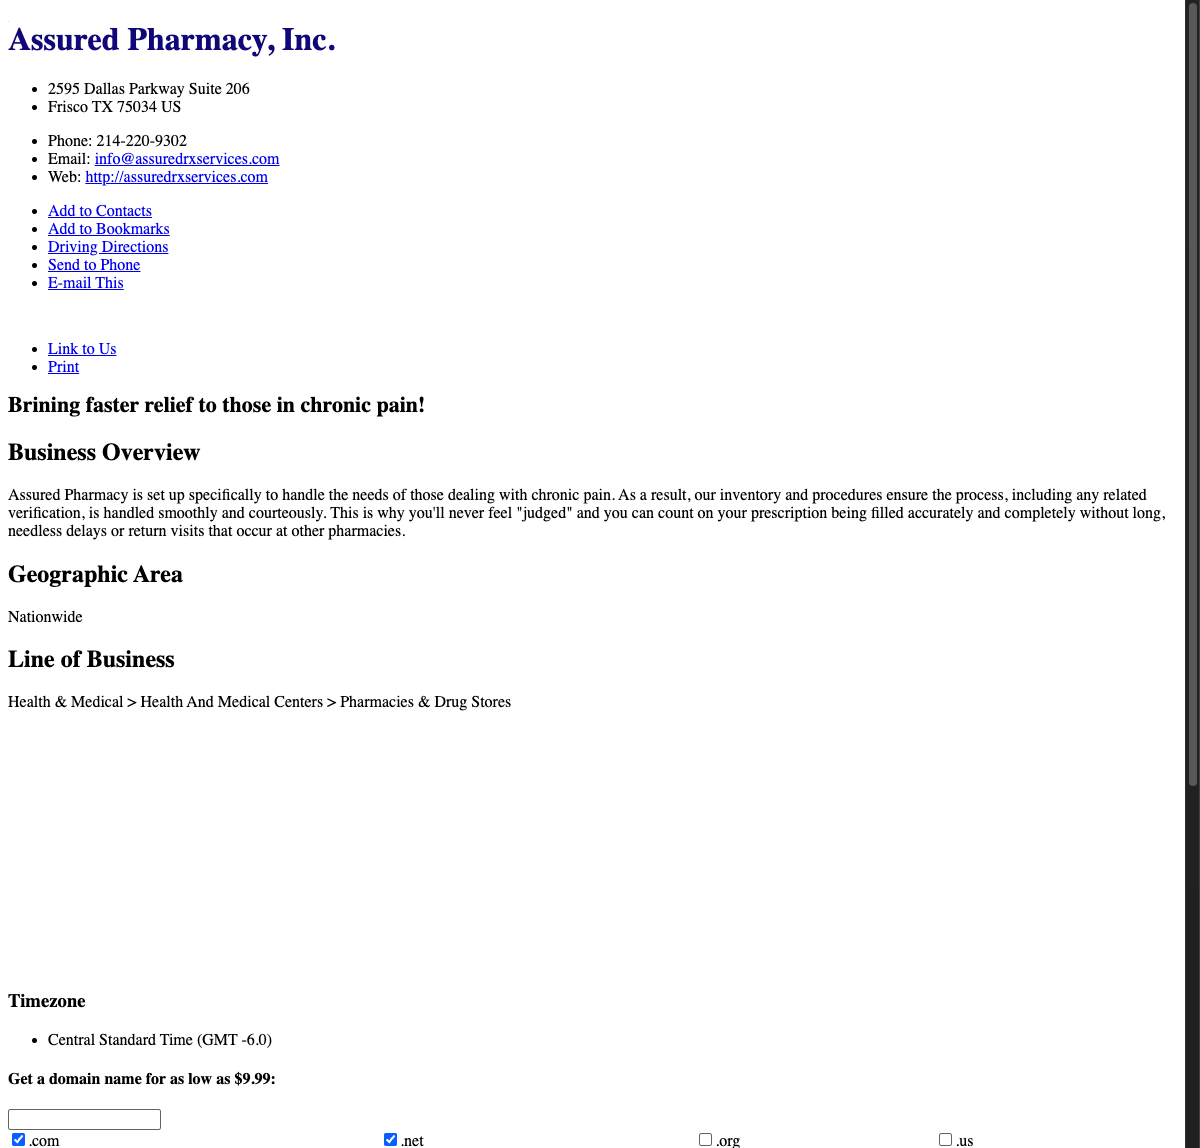 Assured Pharmacy, Inc.
2595 Dallas Parkway Suite 206
Frisco TX 75034 US
Phone: 214-220-9302
Email: info@assuredrxservices.com
Web: http://assuredrxservices.com
Add to Contacts
Add to Bookmarks
Driving Directions
Send to Phone
E-mail This
Link to Us
Print
Brining faster relief to those in chronic pain!
Business Overview
Assured Pharmacy is set up specifically to handle the needs of those dealing with chronic pain. As a result, our inventory and procedures ensure the process, including any related
verification, is handled smoothly and courteously. This is why you'll never feel "judged" and you can count on your prescription being filled accurately and completely without long,
needless delays or return visits that occur at other pharmacies.
Geographic Area
Nationwide
Line of Business
Health & Medical > Health And Medical Centers > Pharmacies & Drug Stores
Timezone
Central Standard Time (GMT -6.0)
Get a domain name for as low as $9.99:
.com .net .org .us